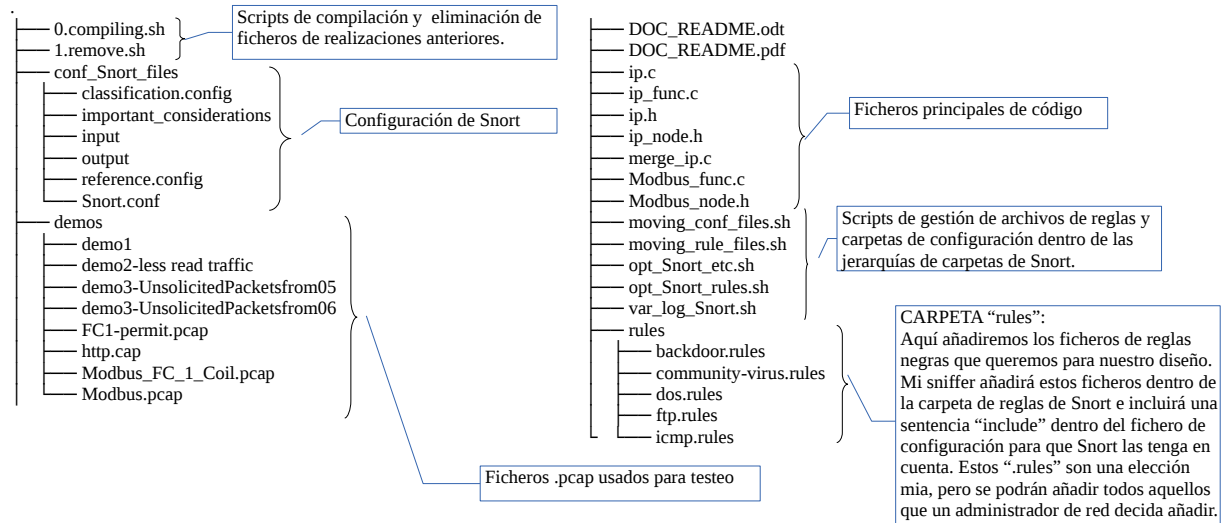 .
0.compiling.sh
1.remove.sh
conf_Snort_files
classification.config
important_considerations
input
output
reference.config
Snort.conf
demos
demo1
demo2-less read traffic
demo3-UnsolicitedPacketsfrom05
demo3-UnsolicitedPacketsfrom06
FC1-permit.pcap
http.cap
Modbus_FC_1_Coil.pcap
Modbus.pcap
Scripts de compilación y eliminación de
ficheros de realizaciones anteriores.
Configuración de Snort
Ficheros .pcap usados para testeo
DOC_README.odt
DOC_README.pdf
ip.c
ip_func.c
ip.h
ip_node.h
merge_ip.c
Modbus_func.c
Modbus_node.h
moving_conf_files.sh
moving_rule_files.sh
opt_Snort_etc.sh
opt_Snort_rules.sh
var_log_Snort.sh
rules
backdoor.rules
community-virus.rules
dos.rules
ftp.rules
icmp.rules
Ficheros principales de código
Scripts de gestión de archivos de reglas y
carpetas de configuración dentro de las
jerarquías de carpetas de Snort.
CARPETA “rules”:
Aquí añadiremos los ficheros de reglas
negras que queremos para nuestro diseño.
Mi sniffer añadirá estos ficheros dentro de
la carpeta de reglas de Snort e incluirá una
sentencia “include” dentro del fichero de
configuración para que Snort las tenga en
cuenta. Estos “.rules” son una elección
mia, pero se podrán añadir todos aquellos
que un administrador de red decida añadir.